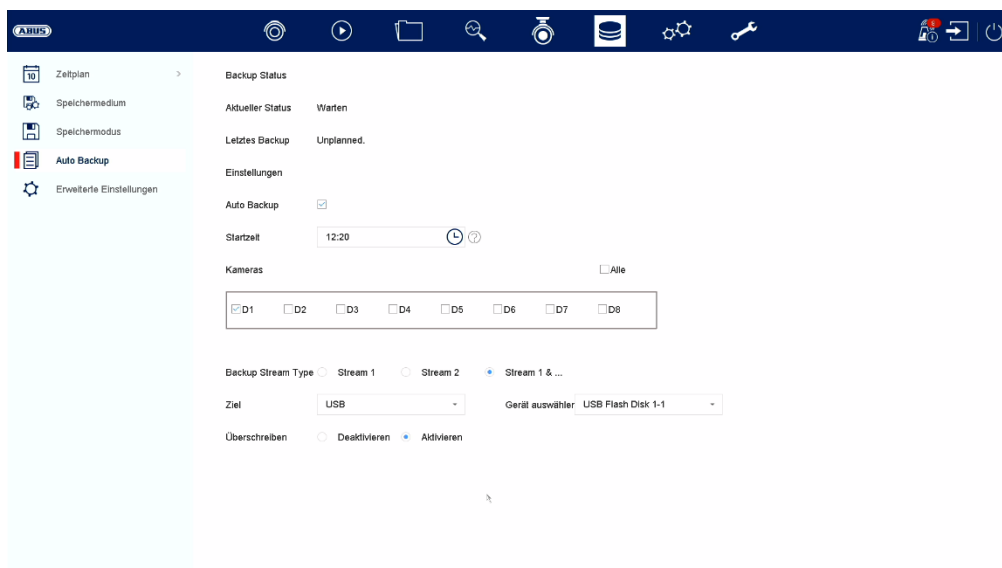 ABUS
6
10 Zeitplan
Speichermedium
Speichermodus
Auto Backup
Erweiterte Einstellungen
Backup Status
Aktueller Status Warten
Letztes Backup Unplanned.
Einstellungen
Auto Backup
Startzeit 12:20 ?
Kameras Alle
D1 D2 D3 D4 D5 D6 D7 D8
Backup Stream Type Stream 1 Stream 2 Stream 1 & ...
Ziel USB Gerät auswähler USB Flash Disk 1-1
Überschreiben Deaktivieren Aktivieren